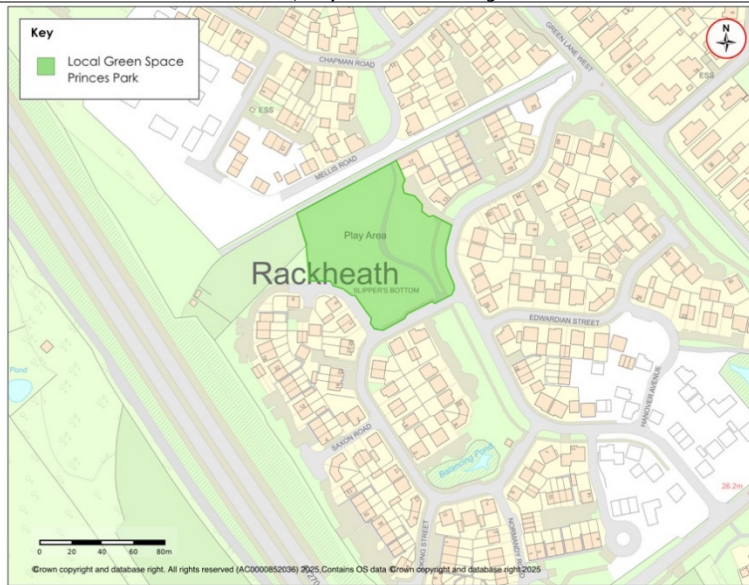 Key
Local Green Space
Princes Park
N
CHAPMAN ROAD
GREEN LANE WEST
ESS
ESS
MELLIS ROAD
Play Area
Rackheath
SLIPPER'S BOTTOM
EDWARDIAN STREET
HANOVER AVENUE
Pond
SAXON ROAD
Balancing Pond
26.2m
0 20 40 60 80m
©Crown copyright and database right. All rights reserved (AC0000852036) 2025,Contains OS data ©Crown copyright and database right 2025